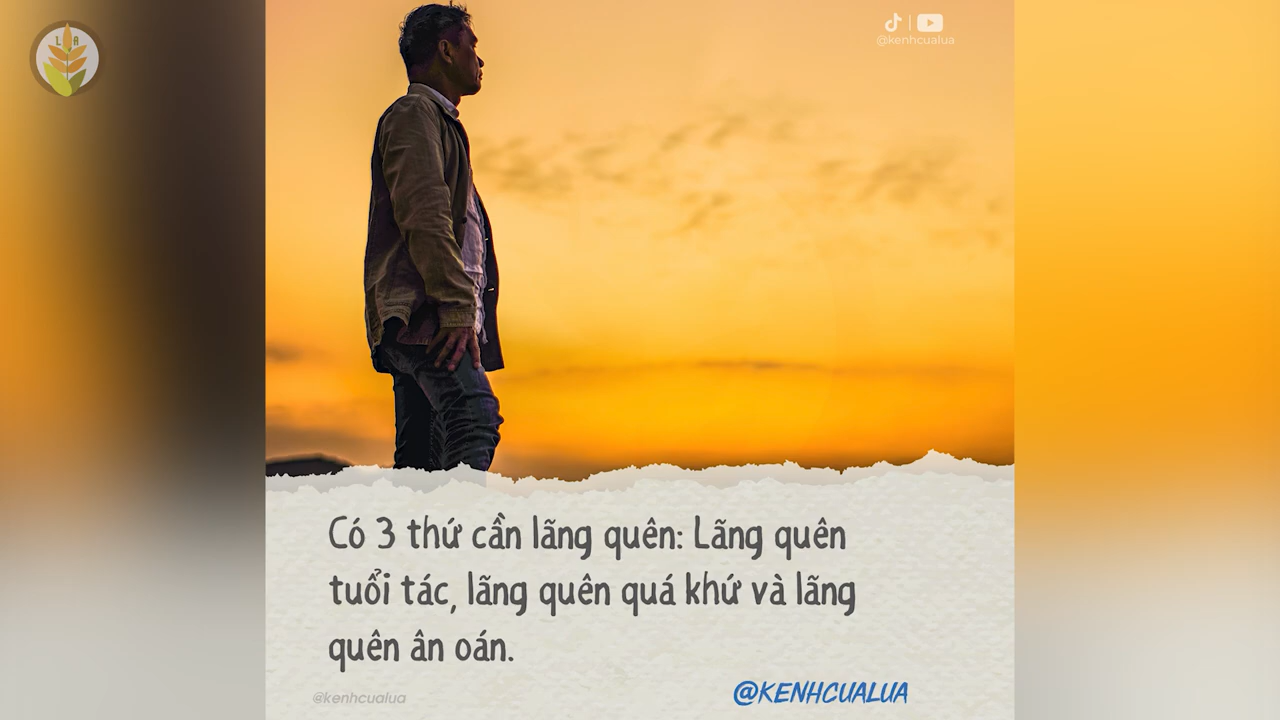 L A
@kenhcualua
Có 3 thứ cần lãng quên: Lãng quên
tuổi tác, lãng quên quá khứ và lãng
quên ân oán.
@kenhcualua
@KENHCUALUA